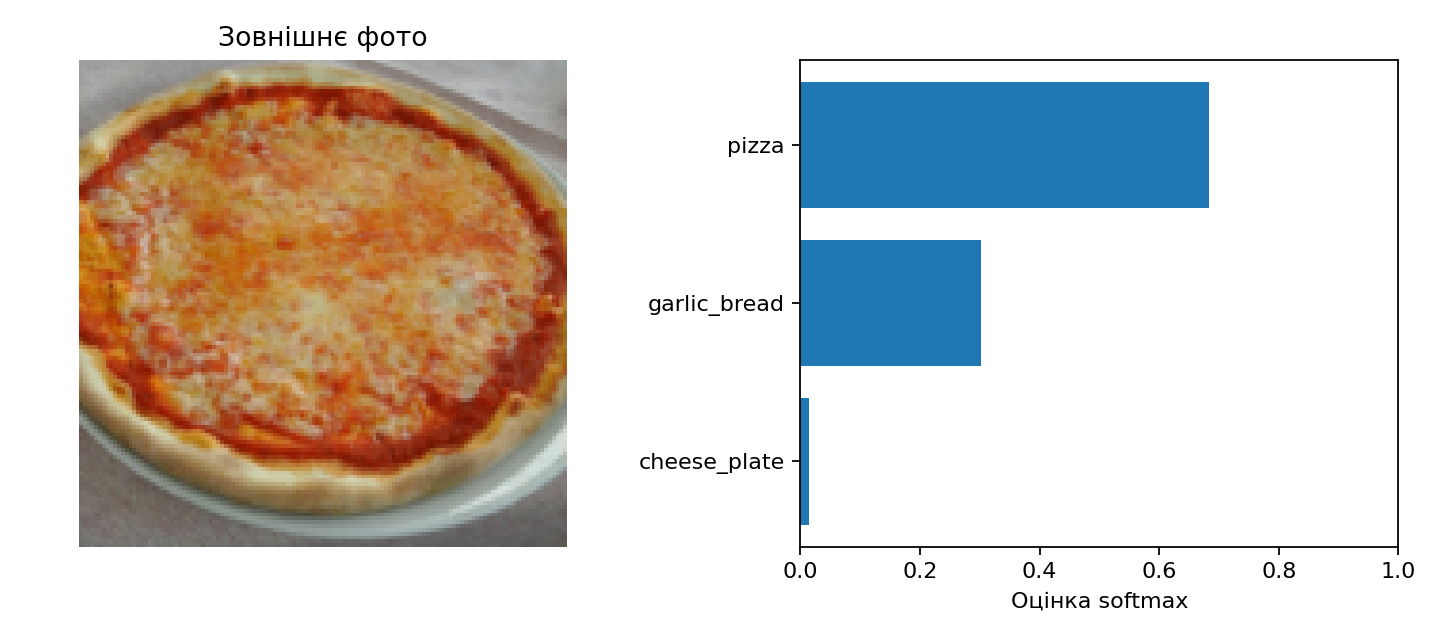 Зовнішнє фото
pizza
garlic_bread
cheese_plate
0.0 0.2 0.4 0.6 0.8 1.0
Оцінка softmax